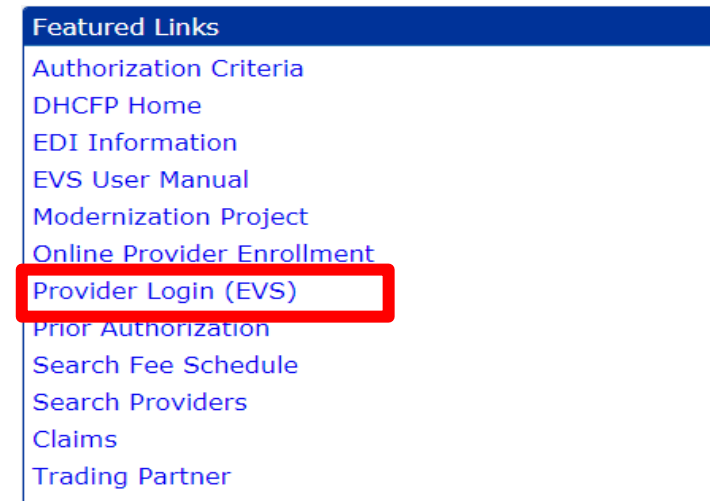 Featured Links
Authorization Criteria
DHCFP Home
EDI Information
EVS User Manual
Modernization Project
Online Provider Enrollment
Provider Login (EVS)
Prior Authorization
Search Fee Schedule
Search Providers
Claims
Trading Partner